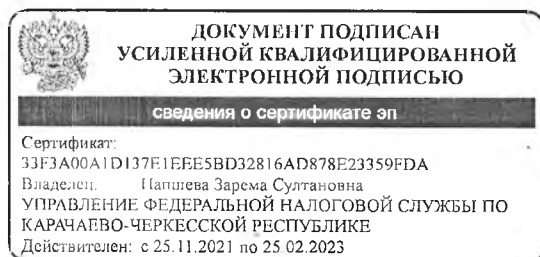 ДОКУМЕНТ ПОДПИСАН
УСИЛЕННОЙ КВАЛИФИЦИРОВАННОЙ
ЭЛЕКТРОННОЙ ПОДПИСЬЮ
сведения о сертификате эп
Сертификат:
33F3A00A1D137E1EEE5BD32816AD878E23359FDA
Владелец: Напшева Зарема Султановна
УПРАВЛЕНИЕ ФЕДЕРАЛЬНОЙ НАЛОГОВОЙ СЛУЖБЫ ПО
КАРАЧАЕВО-ЧЕРКЕССКОЙ РЕСПУБЛИКЕ
Действителен: с 25.11.2021 по 25.02.2023